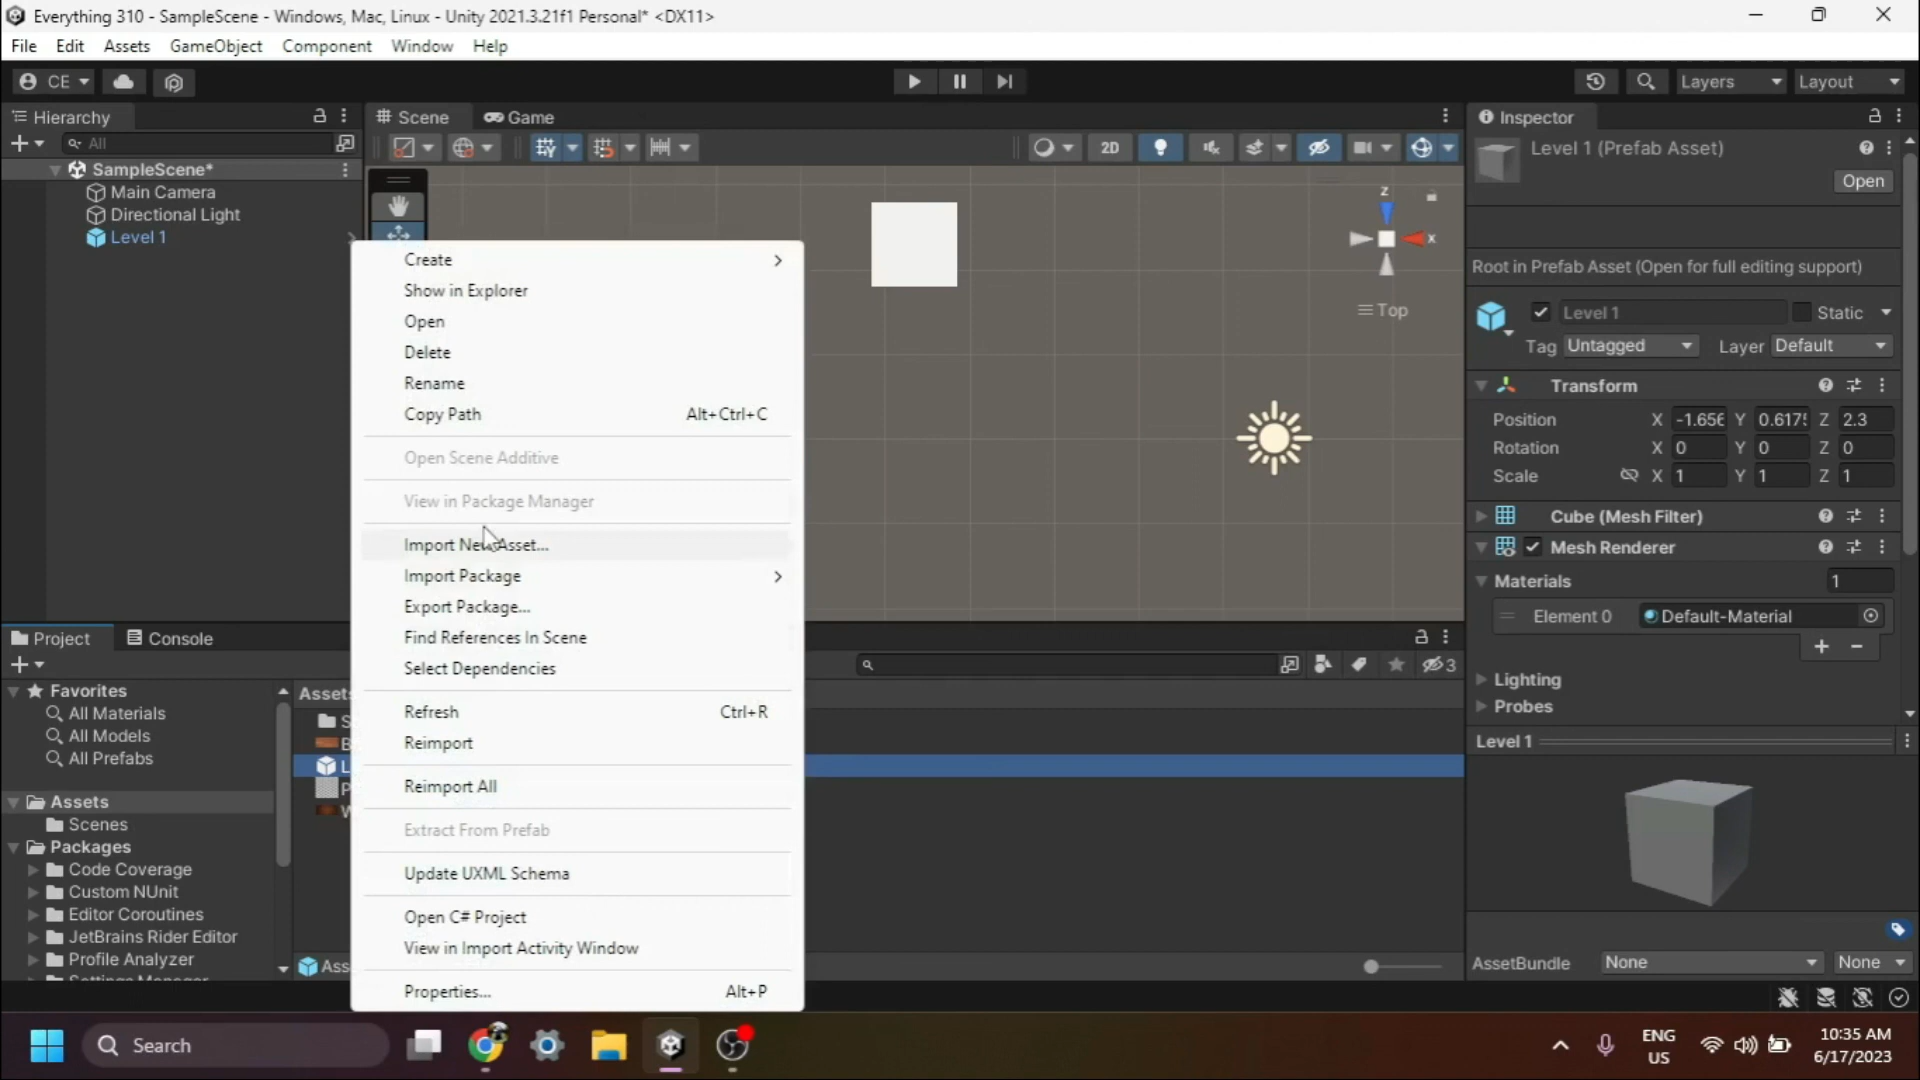 Everything 310 - SampleScene - Windows, Mac, Linux - Unity 2021.3.21f1 Personal* <DX11>
File Edit Assets GameObject Component Window Help
CE Layers Layout
Hierarchy
All
SampleScene*
Main Camera
Directional Light
Level 1
Scene Game
2D
z
x
Top
Create
Show in Explorer
Open
Delete
Rename
Copy Path Alt+Ctrl+C
Open Scene Additive
View in Package Manager
Import New Asset...
Import Package
Export Package...
Find References In Scene
Select Dependencies
Refresh Ctrl+R
Reimport
Reimport All
Extract From Prefab
Update UXML Schema
Open C# Project
View in Import Activity Window
Properties... Alt+P
Inspector
Level 1 (Prefab Asset)
Open
Root in Prefab Asset (Open for full editing support)
Level 1 Static
Tag Untagged Layer Default
Transform
Position X -1.656 Y 0.6175 Z 2.3
Rotation X 0 Y 0 Z 0
Scale X 1 Y 1 Z 1
Cube (Mesh Filter)
Mesh Renderer
Materials 1
Element 0 Default-Material
Lighting
Probes
Level 1
AssetBundle None None
Project Console
3
Favorites
All Materials
All Models
All Prefabs
Assets
Scenes
Packages
Code Coverage
Custom NUnit
Editor Coroutines
JetBrains Rider Editor
Profile Analyzer
Assets
S
B
L
P
W
Ass
Search
ENG
US
10:35 AM
6/17/2023